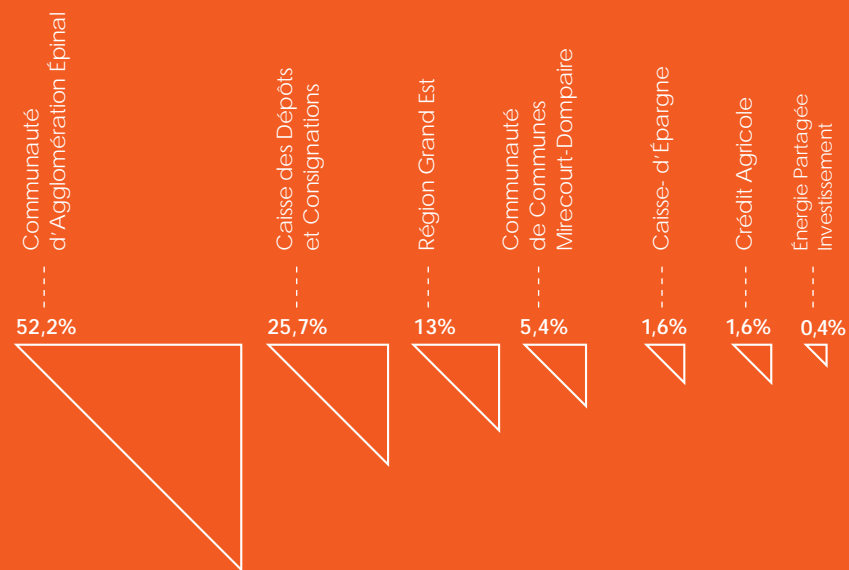 Communauté
d'Agglomération Épinal
52,2%
Caisse des Dépôts
et Consignations
25,7%
Région Grand Est
13%
Communauté
de Communes
Mirecourt-Dompaire
5,4%
Caisse- d'Épargne
1,6%
Crédit Agricole
1,6%
Énergie Partagée
Investissement
0,4%